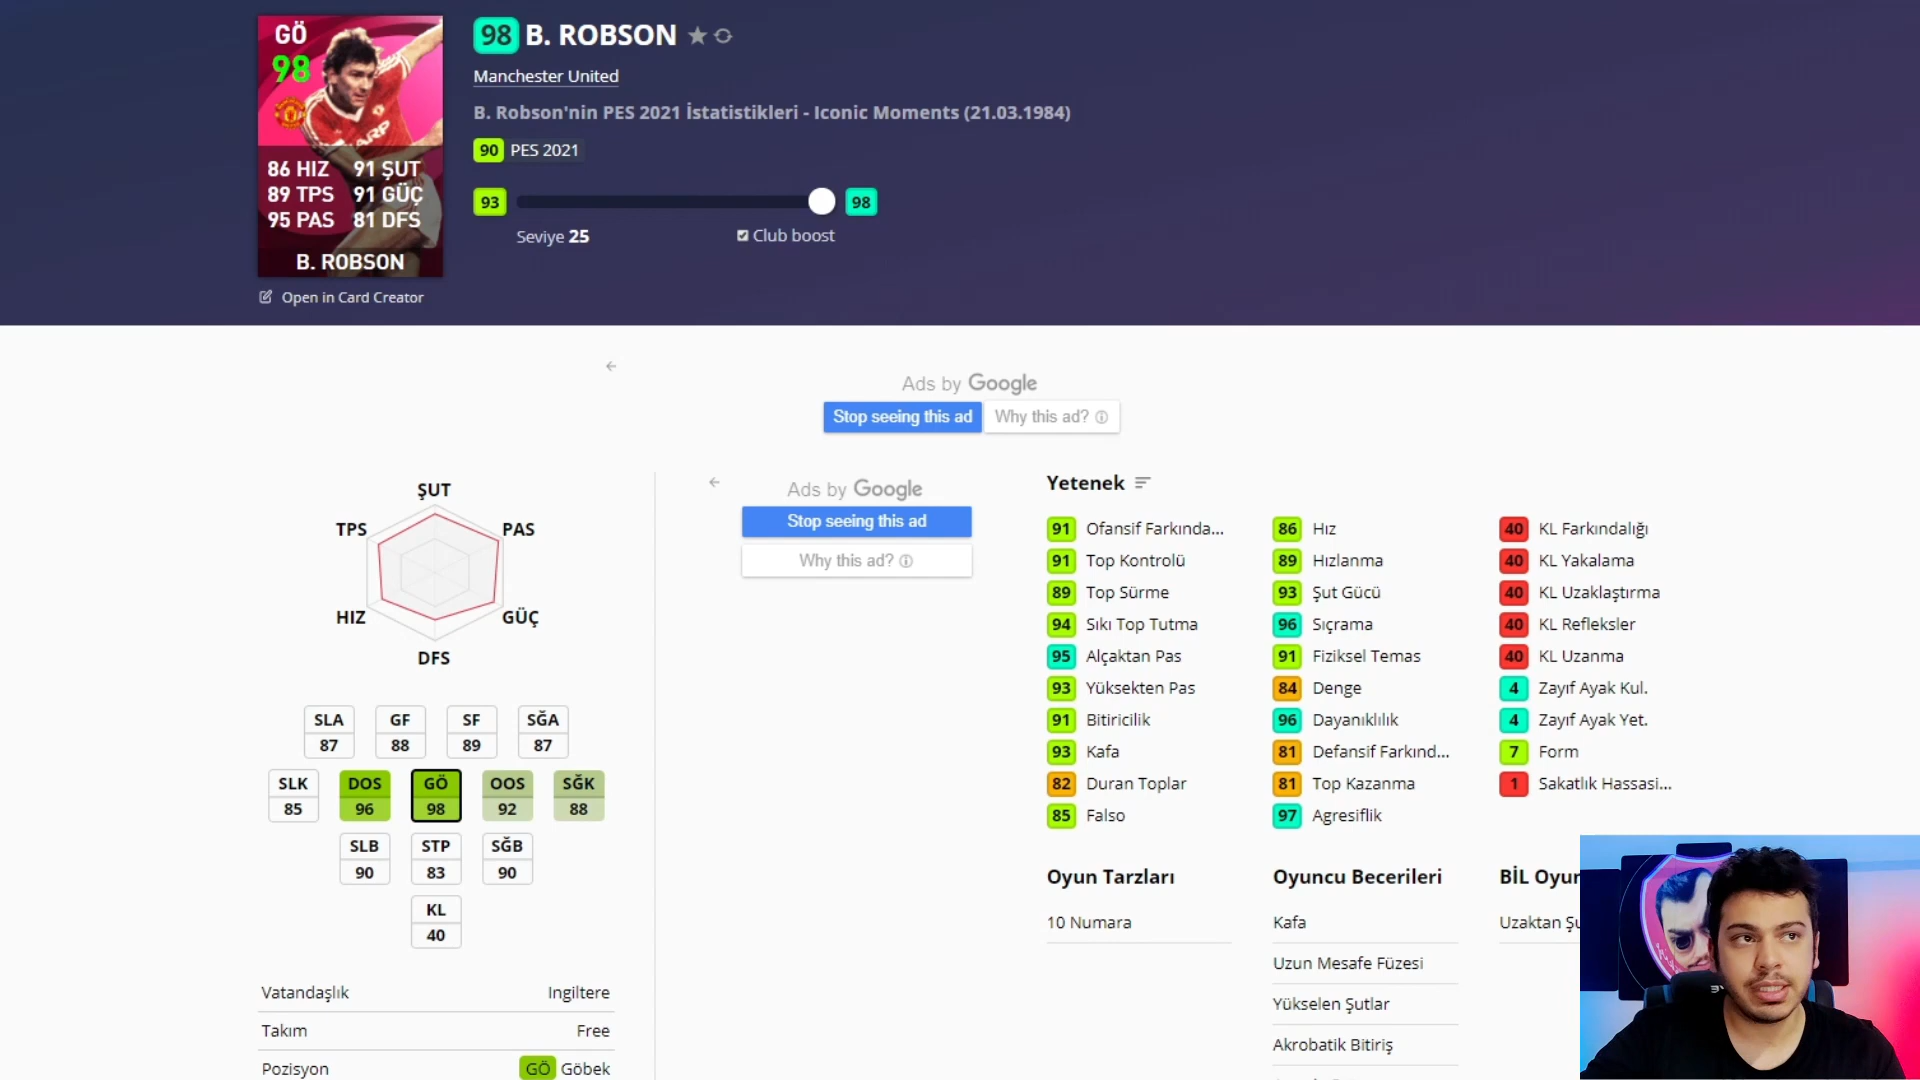 GÖ
98
86 HIZ 91 ŞUT
89 TPS 91 GÜÇ
95 PAS 81 DFS
B. ROBSON
Open in Card Creator
98 B. ROBSON
Manchester United
B. Robson'nin PES 2021 İstatistikleri - Iconic Moments (21.03.1984)
90 PES 2021
93 98
Seviye 25 Club boost
Ads by Google
Stop seeing this ad Why this ad?
ŞUT
TPS PAS
HIZ GÜÇ
DFS
SLA GF SF SĞA
87 88 89 87
SLK DOS GÖ OOS SĞK
85 96 98 92 88
SLB STP SĞB
90 83 90
KL
40
Vatandaşlık Ingiltere
Takım Free
Pozisyon GÖ Göbek
Ads by Google
Stop seeing this ad
Why this ad?
Yetenek
91 Ofansif Farkında...
91 Top Kontrolü
89 Top Sürme
94 Sıkı Top Tutma
95 Alçaktan Pas
93 Yüksekten Pas
91 Bitiricilik
93 Kafa
82 Duran Toplar
85 Falso
86 Hız
89 Hızlanma
93 Şut Gücü
96 Sıçrama
91 Fiziksel Temas
84 Denge
96 Dayanıklılık
81 Defansif Farkınd...
81 Top Kazanma
97 Agresiflik
40 KL Farkındalığı
40 KL Yakalama
40 KL Uzaklaştırma
40 KL Refleksler
40 KL Uzanma
4 Zayıf Ayak Kul.
4 Zayıf Ayak Yet.
7 Form
1 Sakatlık Hassasi...
Oyun Tarzları
10 Numara
Oyuncu Becerileri
Kafa
Uzun Mesafe Füzesi
Yükselen Şutlar
Akrobatik Bitiriş
BİL Oyun
Uzaktan Şu